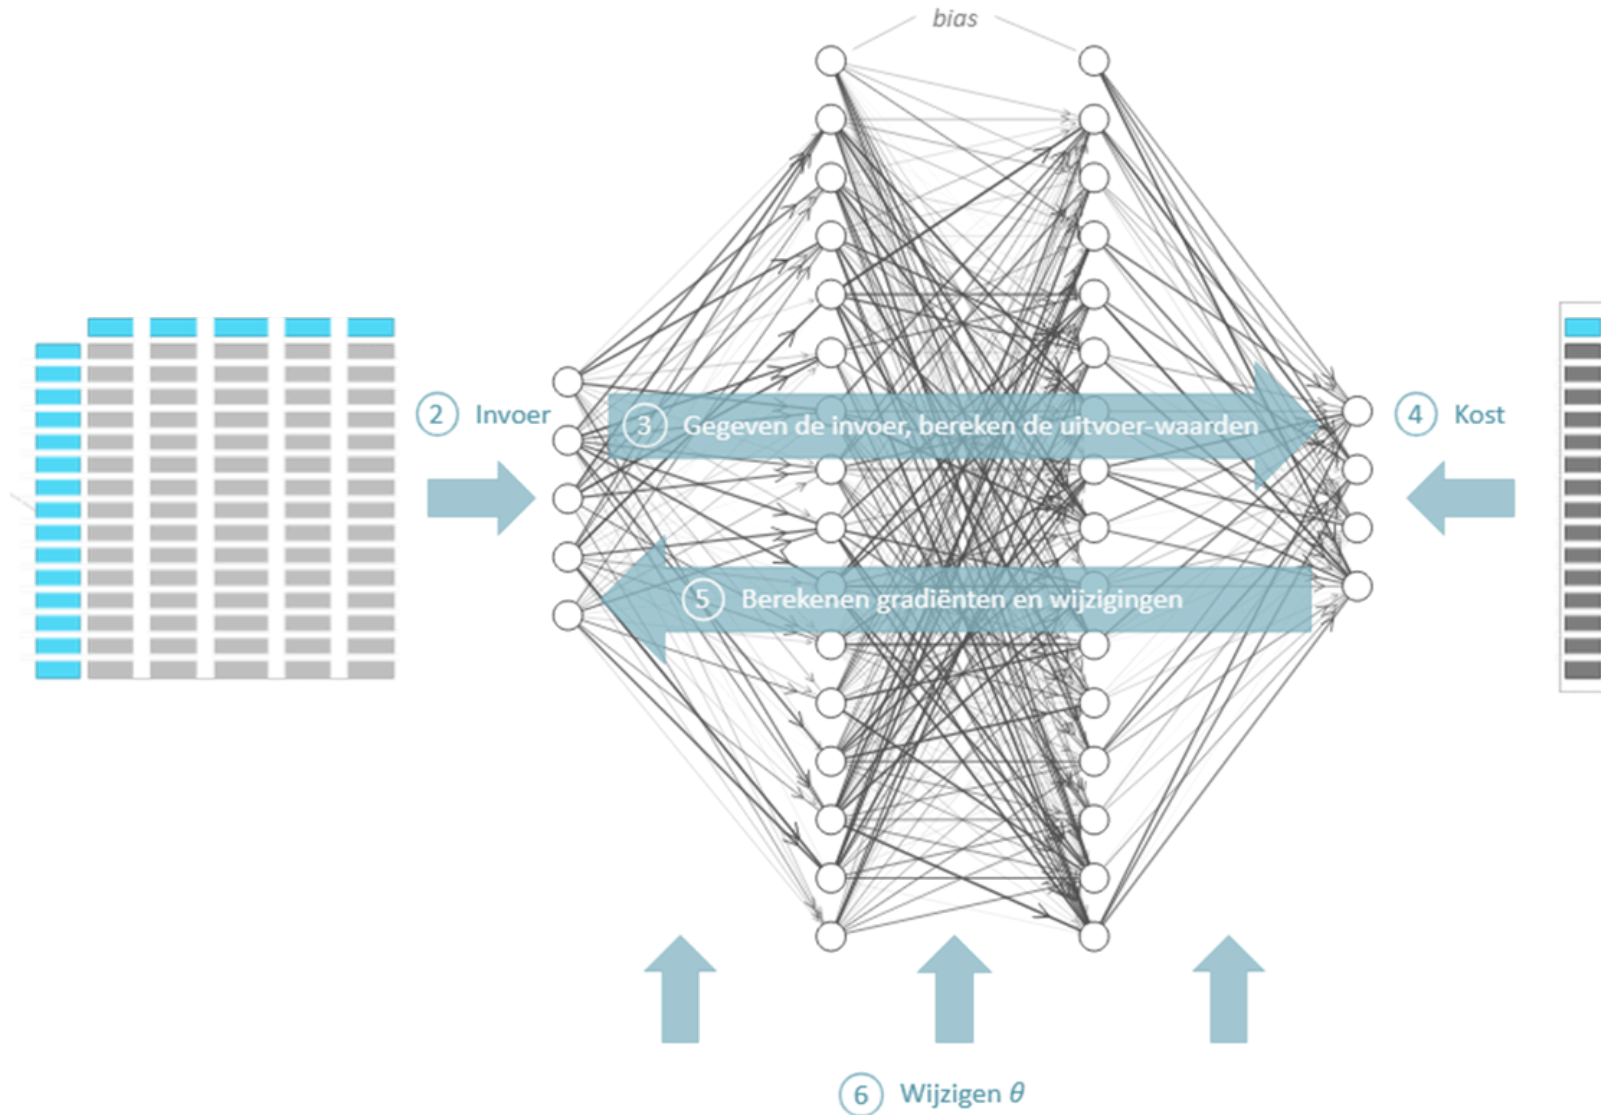 bias
② Invoer
③ Gegeven de invoer, bereken de uitvoer-waarden
④ Kost
⑤ Berekenen gradiënten en wijzigingen
⑥ Wijzigen θ